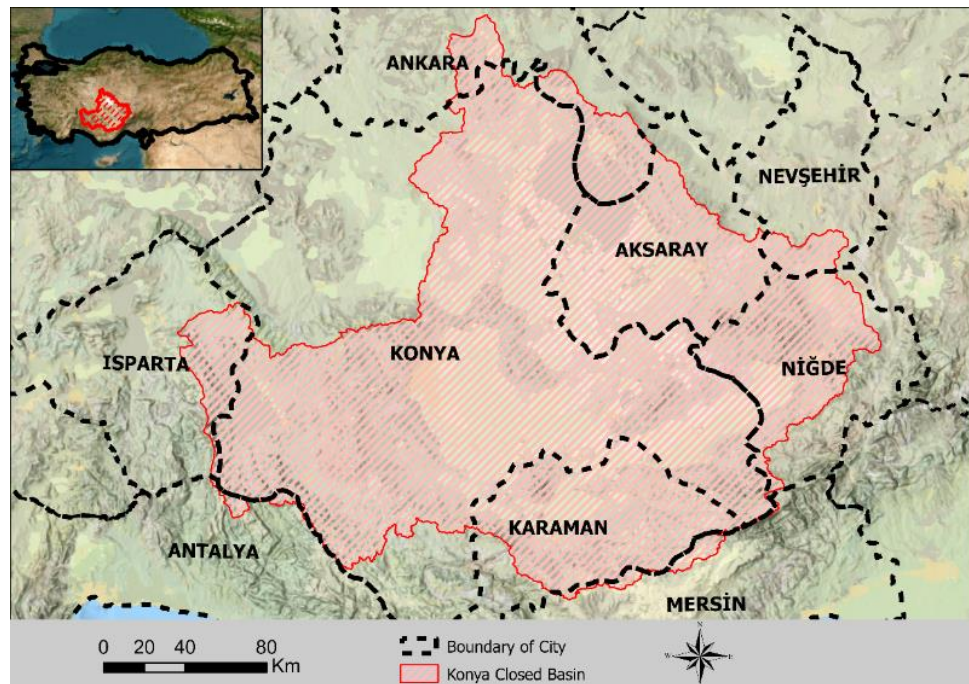 ANKARA
NEVŞEHİR
AKSARAY
ISPARTA
KONYA
NİĞDE
KARAMAN
ANTALYA
MERSİN
0 20 40 80
Km
Boundary of City
Konya Closed Basin
N
W
E
S